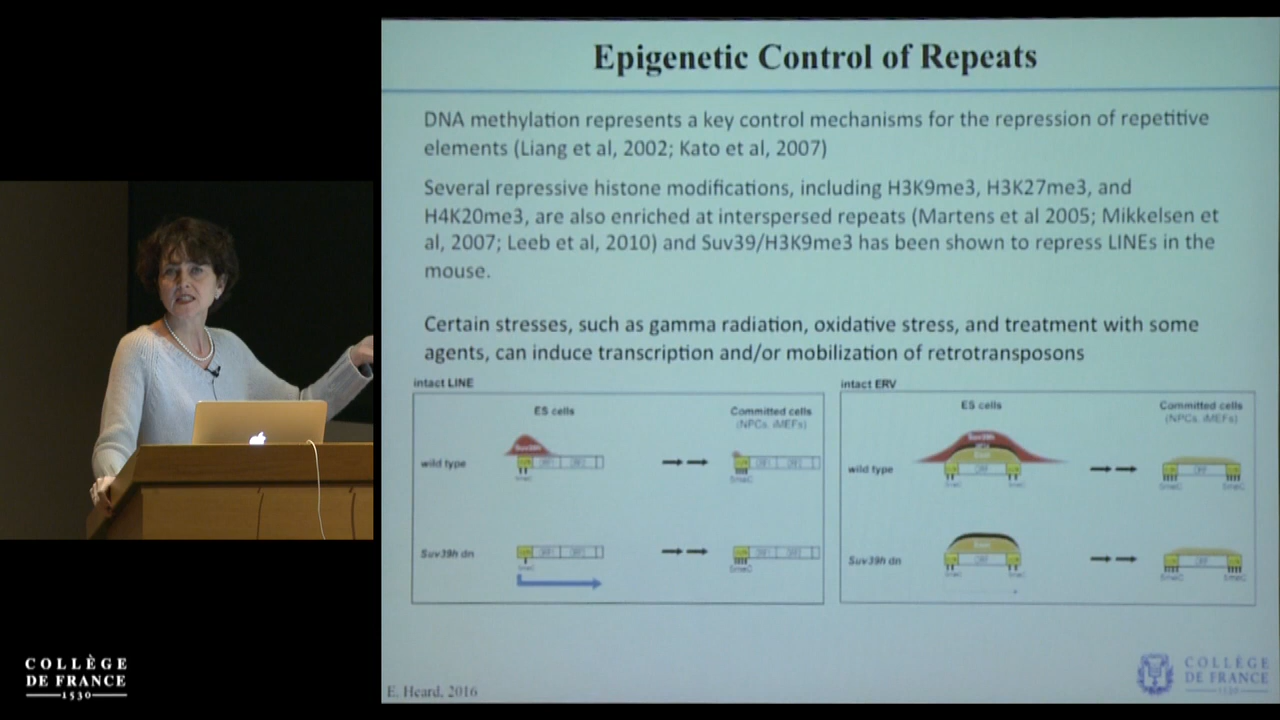 Epigenetic Control of Repeats
DNA methylation represents a key control mechanisms for the repression of repetitive
elements (Liang et al, 2002; Kato et al, 2007)
Several repressive histone modifications, including H3K9me3, H3K27me3, and
H4K20me3, are also enriched at interspersed repeats (Martens et al 2005; Mikkelsen et
al, 2007; Leeb et al, 2010) and Suv39/H3K9me3 has been shown to repress LINEs in the
mouse.
Certain stresses, such as gamma radiation, oxidative stress, and treatment with some
agents, can induce transcription and/or mobilization of retrotransposons
intact LINE
ES cells
Committed cells
(NPCs, iMEFs)
wild type
Suv39h dn
intact ERV
ES cells
Committed cells
(NPCs, iMEFs)
wild type
Suv39h dn
E. Heard, 2016
COLLÈGE
DE FRANCE
1530
COLLÈGE
DE FRANCE
1530